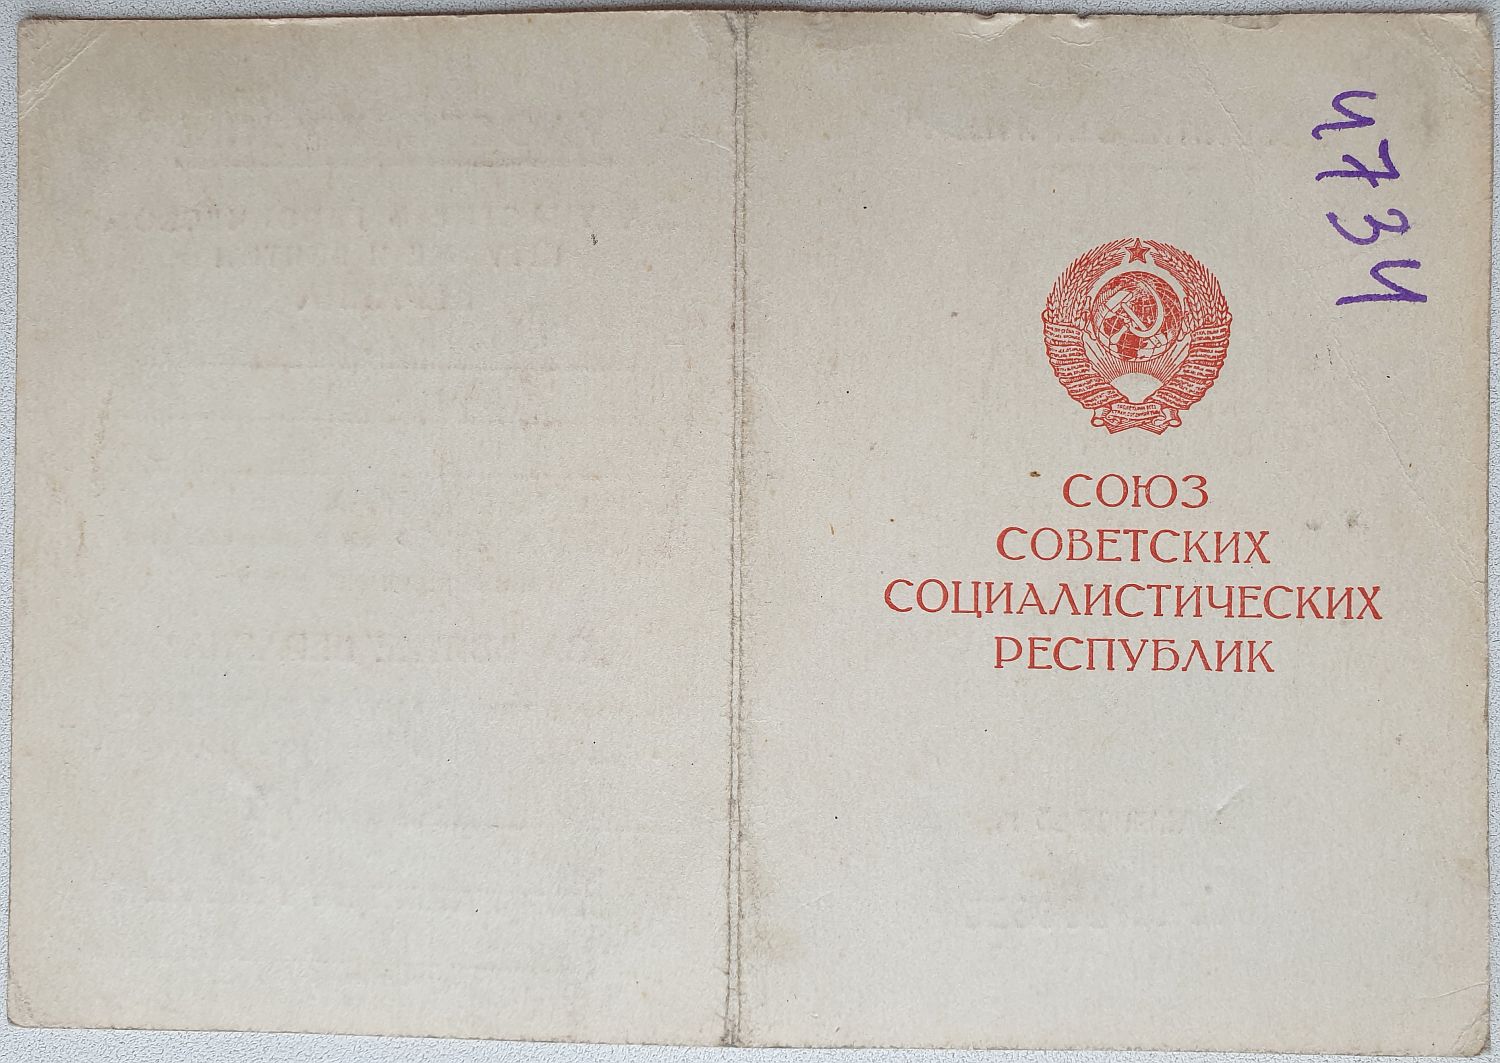 4734
СОЮЗ
СОВЕТСКИХ
СОЦИАЛИСТИЧЕСКИХ
РЕСПУБЛИК